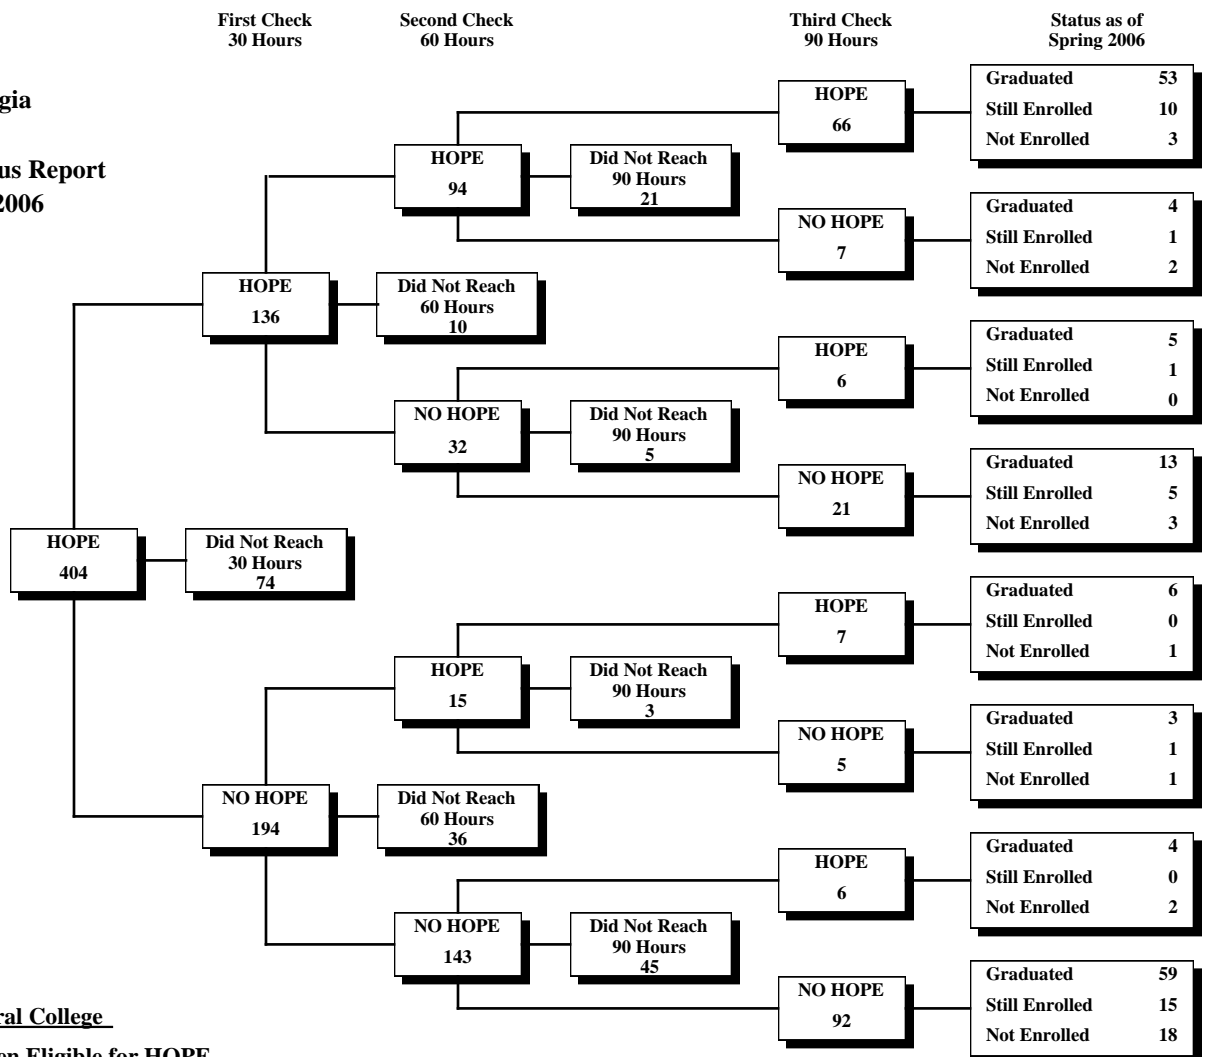 First Check
30 Hours
Second Check
60 Hours
Third Check
90 Hours
Status as of
Spring 2006
gia
us Report
2006
HOPE
404
Did Not Reach
30 Hours
74
HOPE
136
Did Not Reach
60 Hours
10
NO HOPE
194
Did Not Reach
60 Hours
36
HOPE
94
Did Not Reach
90 Hours
21
NO HOPE
32
Did Not Reach
90 Hours
5
HOPE
15
Did Not Reach
90 Hours
3
NO HOPE
143
Did Not Reach
90 Hours
45
HOPE
66
Graduated 53
Still Enrolled 10
Not Enrolled 3
NO HOPE
7
Graduated 4
Still Enrolled 1
Not Enrolled 2
HOPE
6
Graduated 5
Still Enrolled 1
Not Enrolled 0
NO HOPE
21
Graduated 13
Still Enrolled 5
Not Enrolled 3
HOPE
7
Graduated 6
Still Enrolled 0
Not Enrolled 1
NO HOPE
5
Graduated 3
Still Enrolled 1
Not Enrolled 1
HOPE
6
Graduated 4
Still Enrolled 0
Not Enrolled 2
NO HOPE
92
Graduated 59
Still Enrolled 15
Not Enrolled 18
ral College
en Eligible for HOPE